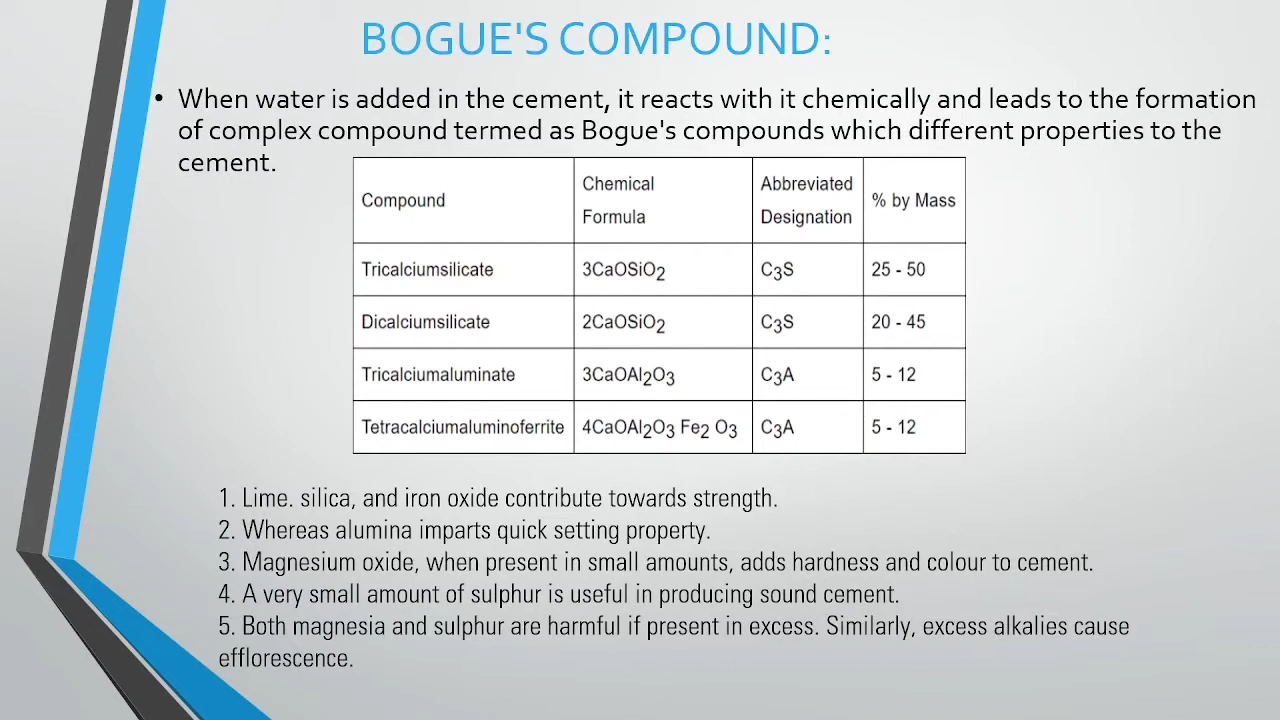 BOGUE'S COMPOUND:
• When water is added in the cement, it reacts with it chemically and leads to the formation
of complex compound termed as Bogue's compounds which different properties to the
cement.
Compound Chemical Formula Abbreviated Designation % by Mass
Tricalciumsilicate 3CaOSiO₂ C₃S 25 - 50
Dicalciumsilicate 2CaOSiO₂ C₃S 20 - 45
Tricalciumaluminate 3CaOAl₂O₃ C₃A 5 - 12
Tetracalciumaluminoferrite 4CaOAl₂O₃ Fe₂ O₃ C₃A 5 - 12
1. Lime. silica, and iron oxide contribute towards strength.
2. Whereas alumina imparts quick setting property.
3. Magnesium oxide, when present in small amounts, adds hardness and colour to cement.
4. A very small amount of sulphur is useful in producing sound cement.
5. Both magnesia and sulphur are harmful if present in excess. Similarly, excess alkalies cause
efflorescence.